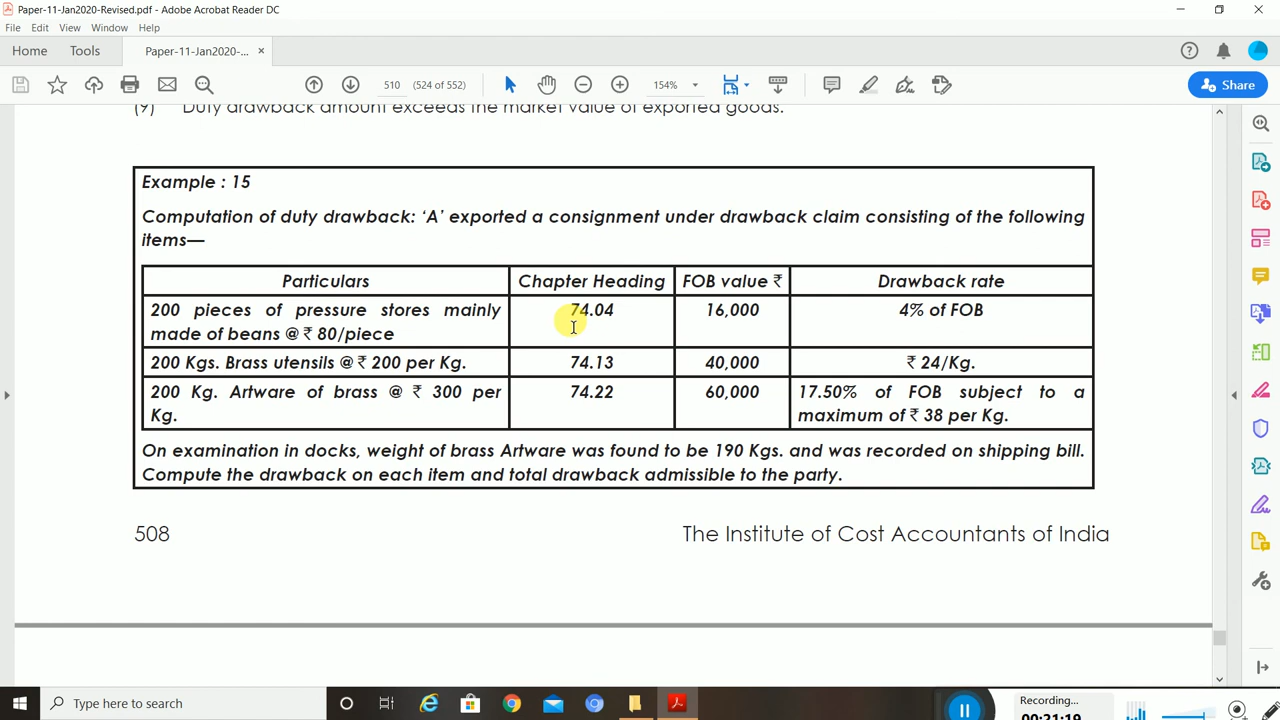 Paper-11-Jan2020-Revised.pdf - Adobe Acrobat Reader DC
File Edit View Window Help
Home Tools Paper-11-Jan2020-... ×
510 (524 of 552) 154% Share
(9) Duty drawback amount exceeds the market value of exported goods.
Example : 15
Computation of duty drawback: ‘A’ exported a consignment under drawback claim consisting of the following
items—
Particulars Chapter Heading FOB value ₹ Drawback rate
200 pieces of pressure stores mainly 74.04 16,000 4% of FOB
made of beans @ ₹ 80/piece
200 Kgs. Brass utensils @ ₹ 200 per Kg. 74.13 40,000 ₹ 24/Kg.
200 Kg. Artware of brass @ ₹ 300 per 74.22 60,000 17.50% of FOB subject to a
Kg. maximum of ₹ 38 per Kg.
On examination in docks, weight of brass Artware was found to be 190 Kgs. and was recorded on shipping bill.
Compute the drawback on each item and total drawback admissible to the party.
508 The Institute of Cost Accountants of India
Type here to search
Recording...
00:21:19